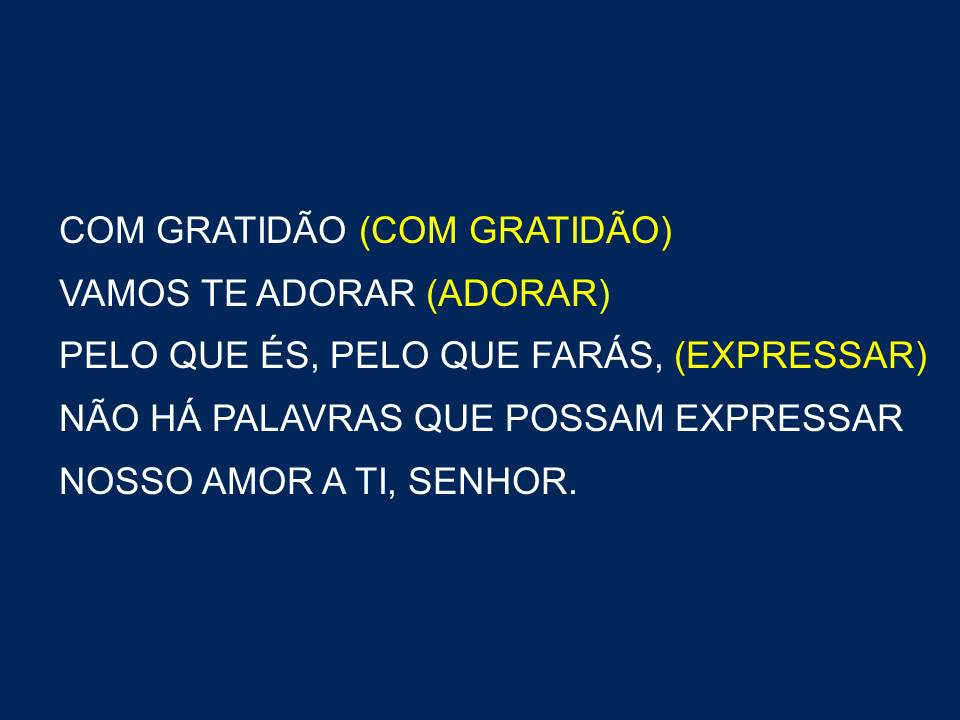 COM GRATIDÃO (COM GRATIDÃO)
VAMOS TE ADORAR (ADORAR)
PELO QUE ÉS, PELO QUE FARÁS, (EXPRESSAR)
NÃO HÁ PALAVRAS QUE POSSAM EXPRESSAR
NOSSO AMOR A TI, SENHOR.